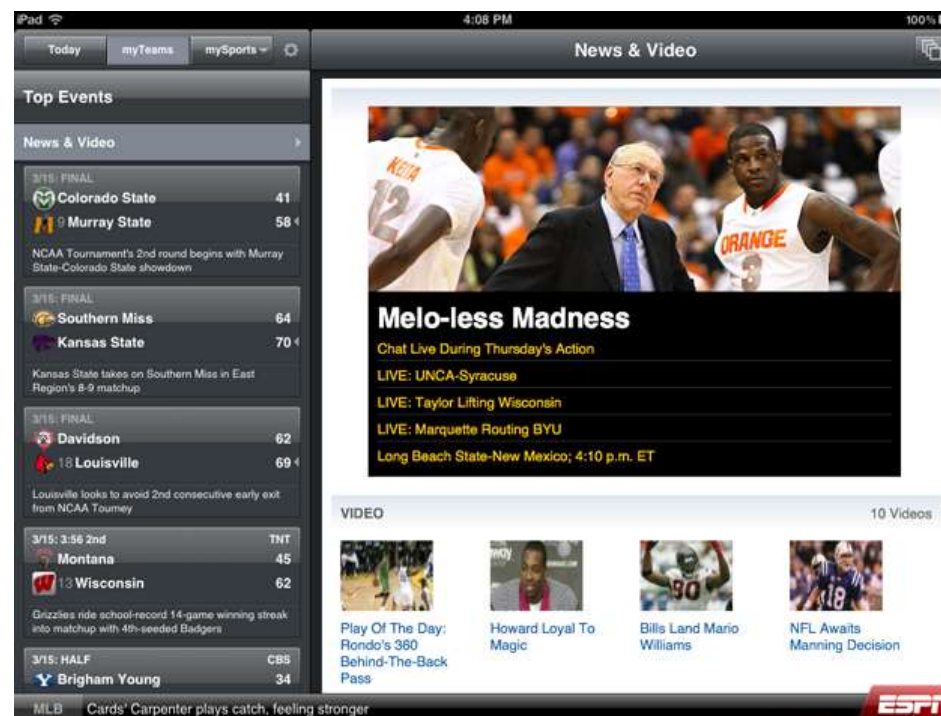 iPad 4:08 PM 100%
Today myTeams mySports
News & Video
Top Events
News & Video
3/15: FINAL
Colorado State 41
9 Murray State 58
NCAA Tournament's 2nd round begins with Murray
State-Colorado State showdown
3/15: FINAL
Southern Miss 64
Kansas State 70
Kansas State takes on Southern Miss in East
Region's 8-9 matchup
3/15: FINAL
Davidson 62
18 Louisville 69
Louisville looks to avoid 2nd consecutive early exit
from NCAA Tourney
3/15: 3:56 2nd TNT
Montana 45
13 Wisconsin 62
Grizzlies ride school-record 14-game winning streak
into matchup with 4th-seeded Badgers
3/15: HALF CBS
Brigham Young 34
KEITA
12
ORANGE
3
Melo-less Madness
Chat Live During Thursday's Action
LIVE: UNCA-Syracuse
LIVE: Taylor Lifting Wisconsin
LIVE: Marquette Routing BYU
Long Beach State-New Mexico; 4:10 p.m. ET
VIDEO 10 Videos
90
18
Play Of The Day:
Rondo's 360
Behind-The-Back
Pass
Howard Loyal To
Magic
Bills Land Mario
Williams
NFL Awaits
Manning Decision
MLB Cards' Carpenter plays catch, feeling stronger
ESPN